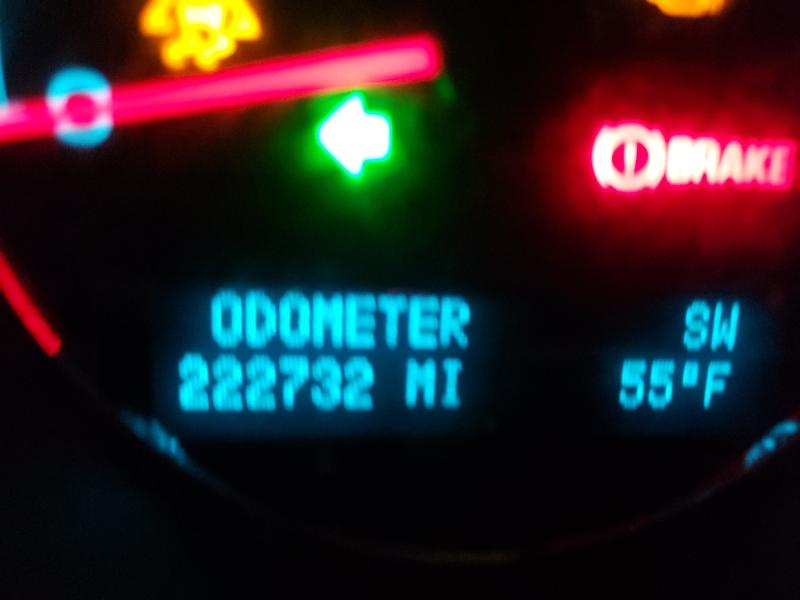 BRAKE
ODOMETER
SW
222732 MI
55°F